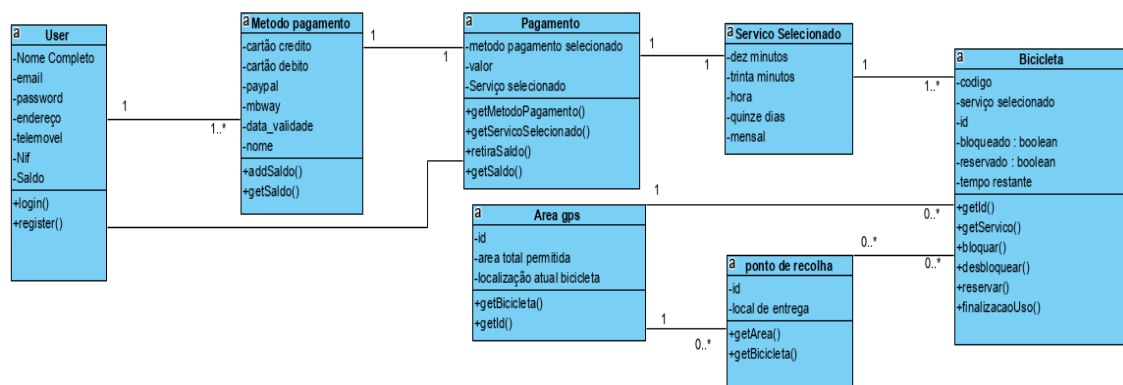 a
User
-Nome Completo
-email
-password
-endereço
-telemovel
-Nif
-Saldo
+login()
+register()
1
1..*
a
Metodo pagamento
-cartão credito
-cartão debito
-paypal
-mbway
-data_validade
-nome
+addSaldo()
+getSaldo()
1
1
a
Pagamento
-metodo pagamento selecionado
-valor
-Serviço selecionado
+getMetodoPagamento()
+getServicoSelecionado()
+retiraSaldo()
+getSaldo()
1
1
a
Servico Selecionado
-dez minutos
-trinta minutos
-hora
-quinze dias
-mensal
1
1..*
a
Bicicleta
-codigo
-serviço selecionado
-id
-bloqueado : boolean
-reservado : boolean
-tempo restante
+getId()
+getServico()
+bloquar()
+desbloquear()
+reservar()
+finalizacaoUso()
a
Area gps
-id
-area total permitida
-localização atual bicicleta
+getBicicleta()
+getId()
1
0..*
1
0..*
a
ponto de recolha
-id
-local de entrega
+getArea()
+getBicicleta()
0..*
0..*